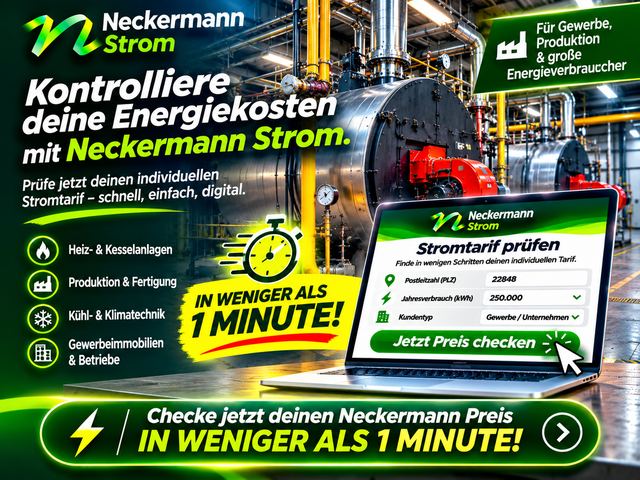 Neckermann
Strom
Für Gewerbe,
Produktion
& große
Energieverbraucher
Kontrolliere
deine Energiekosten
mit Neckermann Strom.
Prüfe jetzt deinen individuellen
Stromtarif – schnell, einfach, digital.
Heiz- & Kesselanlagen
Produktion & Fertigung
Kühl- & Klimatechnik
Gewerbeimmobilien
& Betriebe
IN WENIGER ALS
1 MINUTE!
Neckermann
Strom
Stromtarif prüfen
Finde in wenigen Schritten deinen individuellen Tarif.
Postleitzahl (PLZ) 22848
Jahresverbrauch (kWh) 250.000
Kundentyp Gewerbe / Unternehmen
Jetzt Preis checken
Checke jetzt deinen Neckermann Preis
IN WENIGER ALS 1 MINUTE!